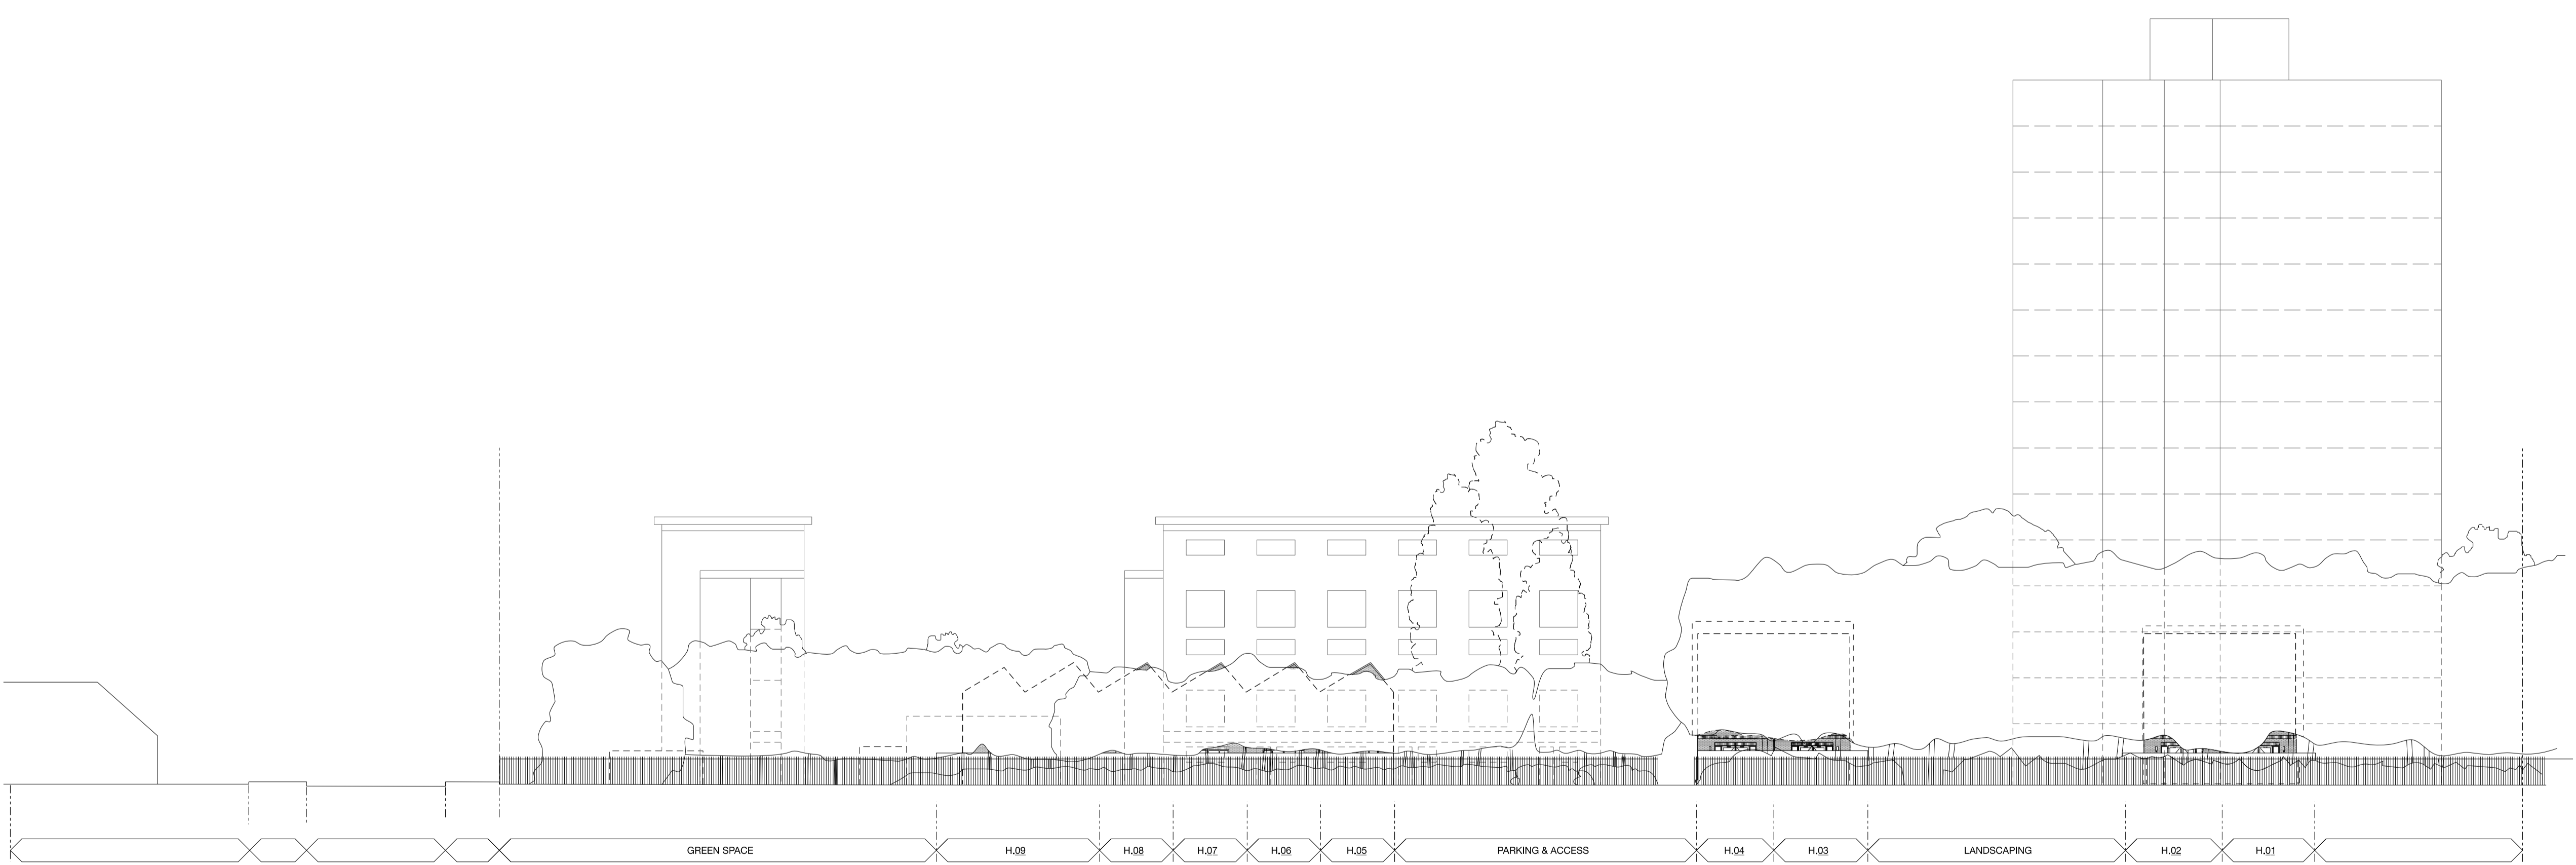 GREEN SPACE
H.09
H.08
H.07
H.06
H.05
PARKING & ACCESS
H.04
H.03
LANDSCAPING
H.02
H.01